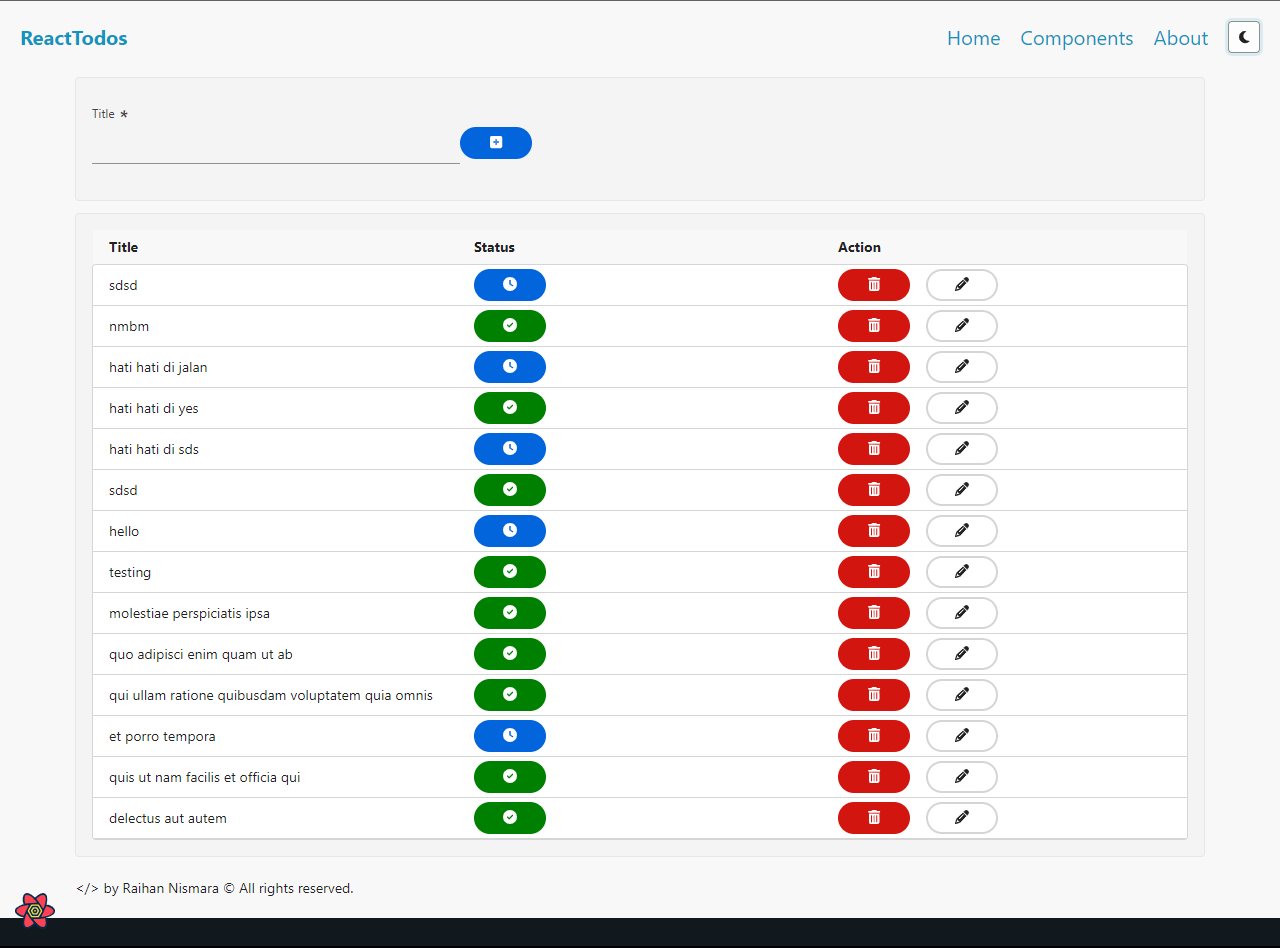 ReactTodos
Home Components About
Title *
Title Status Action
sdsd
nmbm
hati hati di jalan
hati hati di yes
hati hati di sds
sdsd
hello
testing
molestiae perspiciatis ipsa
quo adipisci enim quam ut ab
qui ullam ratione quibusdam voluptatem quia omnis
et porro tempora
quis ut nam facilis et officia qui
delectus aut autem
</> by Raihan Nismara © All rights reserved.